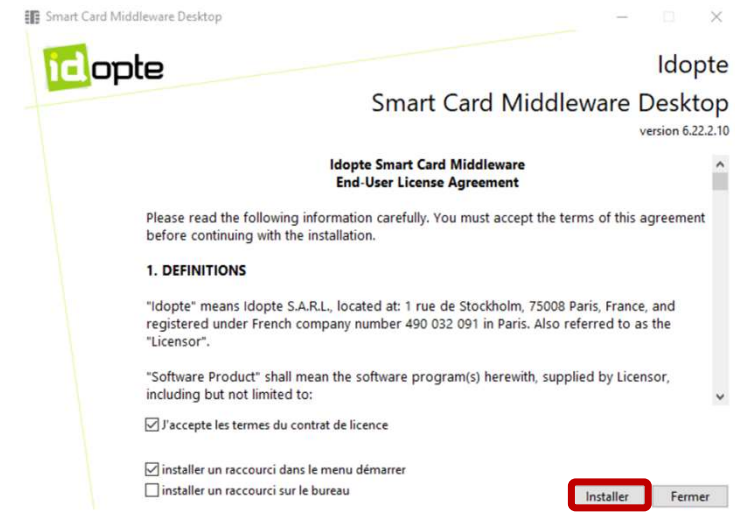 Smart Card Middleware Desktop
idopte
Idopte
Smart Card Middleware Desktop
version 6.22.2.10
Idopte Smart Card Middleware
End-User License Agreement
Please read the following information carefully. You must accept the terms of this agreement
before continuing with the installation.
1. DEFINITIONS
"Idopte" means Idopte S.A.R.L., located at: 1 rue de Stockholm, 75008 Paris, France, and
registered under French company number 490 032 091 in Paris. Also referred to as the
"Licensor".
"Software Product" shall mean the software program(s) herewith, supplied by Licensor,
including but not limited to:
J'accepte les termes du contrat de licence
installer un raccourci dans le menu démarrer
installer un raccourci sur le bureau
Installer
Fermer